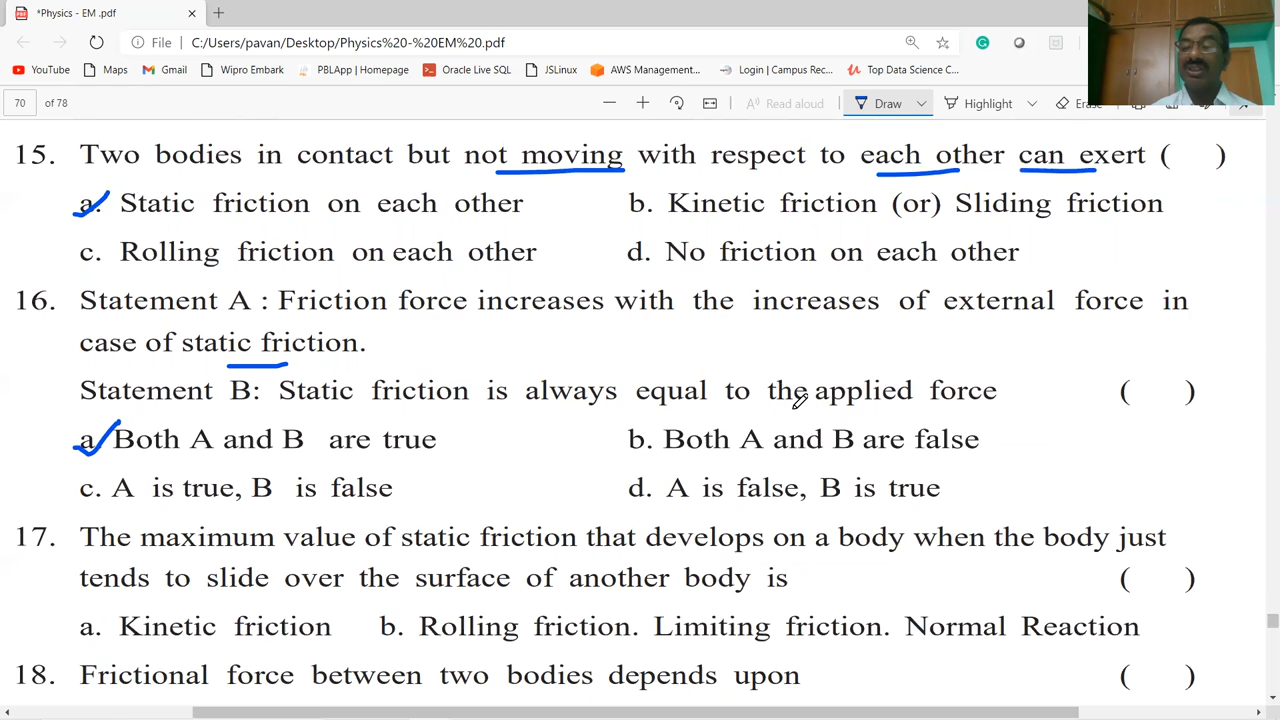 *Physics - EM .pdf
File C:/Users/pavan/Desktop/Physics%20-%20EM%20.pdf
YouTube Maps Gmail Wipro Embark PBLApp | Homepage Oracle Live SQL JSLinux AWS Management... Login | Campus Rec... Top Data Science C...
70 of 78 Read aloud Draw Highlight Erase
15. Two bodies in contact but not moving with respect to each other can exert ( )
a. Static friction on each other b. Kinetic friction (or) Sliding friction
c. Rolling friction on each other d. No friction on each other
16. Statement A : Friction force increases with the increases of external force in
case of static friction.
Statement B: Static friction is always equal to the applied force ( )
a. Both A and B are true b. Both A and B are false
c. A is true, B is false d. A is false, B is true
17. The maximum value of static friction that develops on a body when the body just
tends to slide over the surface of another body is ( )
a. Kinetic friction b. Rolling friction. Limiting friction. Normal Reaction
18. Frictional force between two bodies depends upon ( )